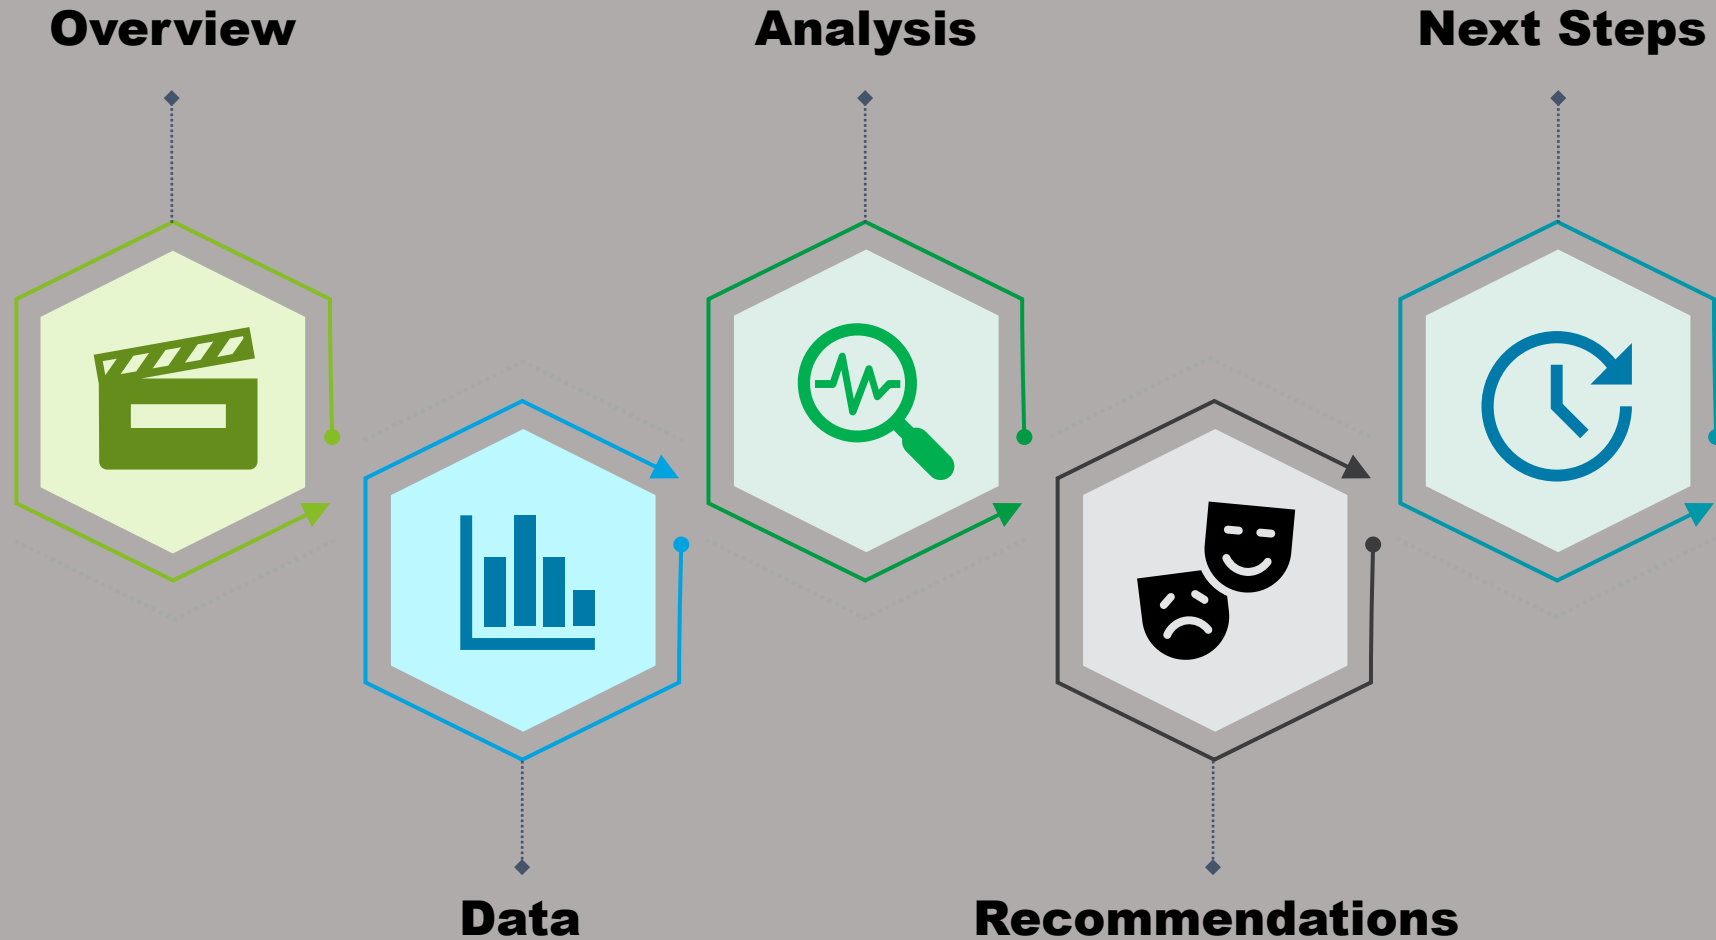 Overview
Data
Analysis
Recommendations
Next Steps